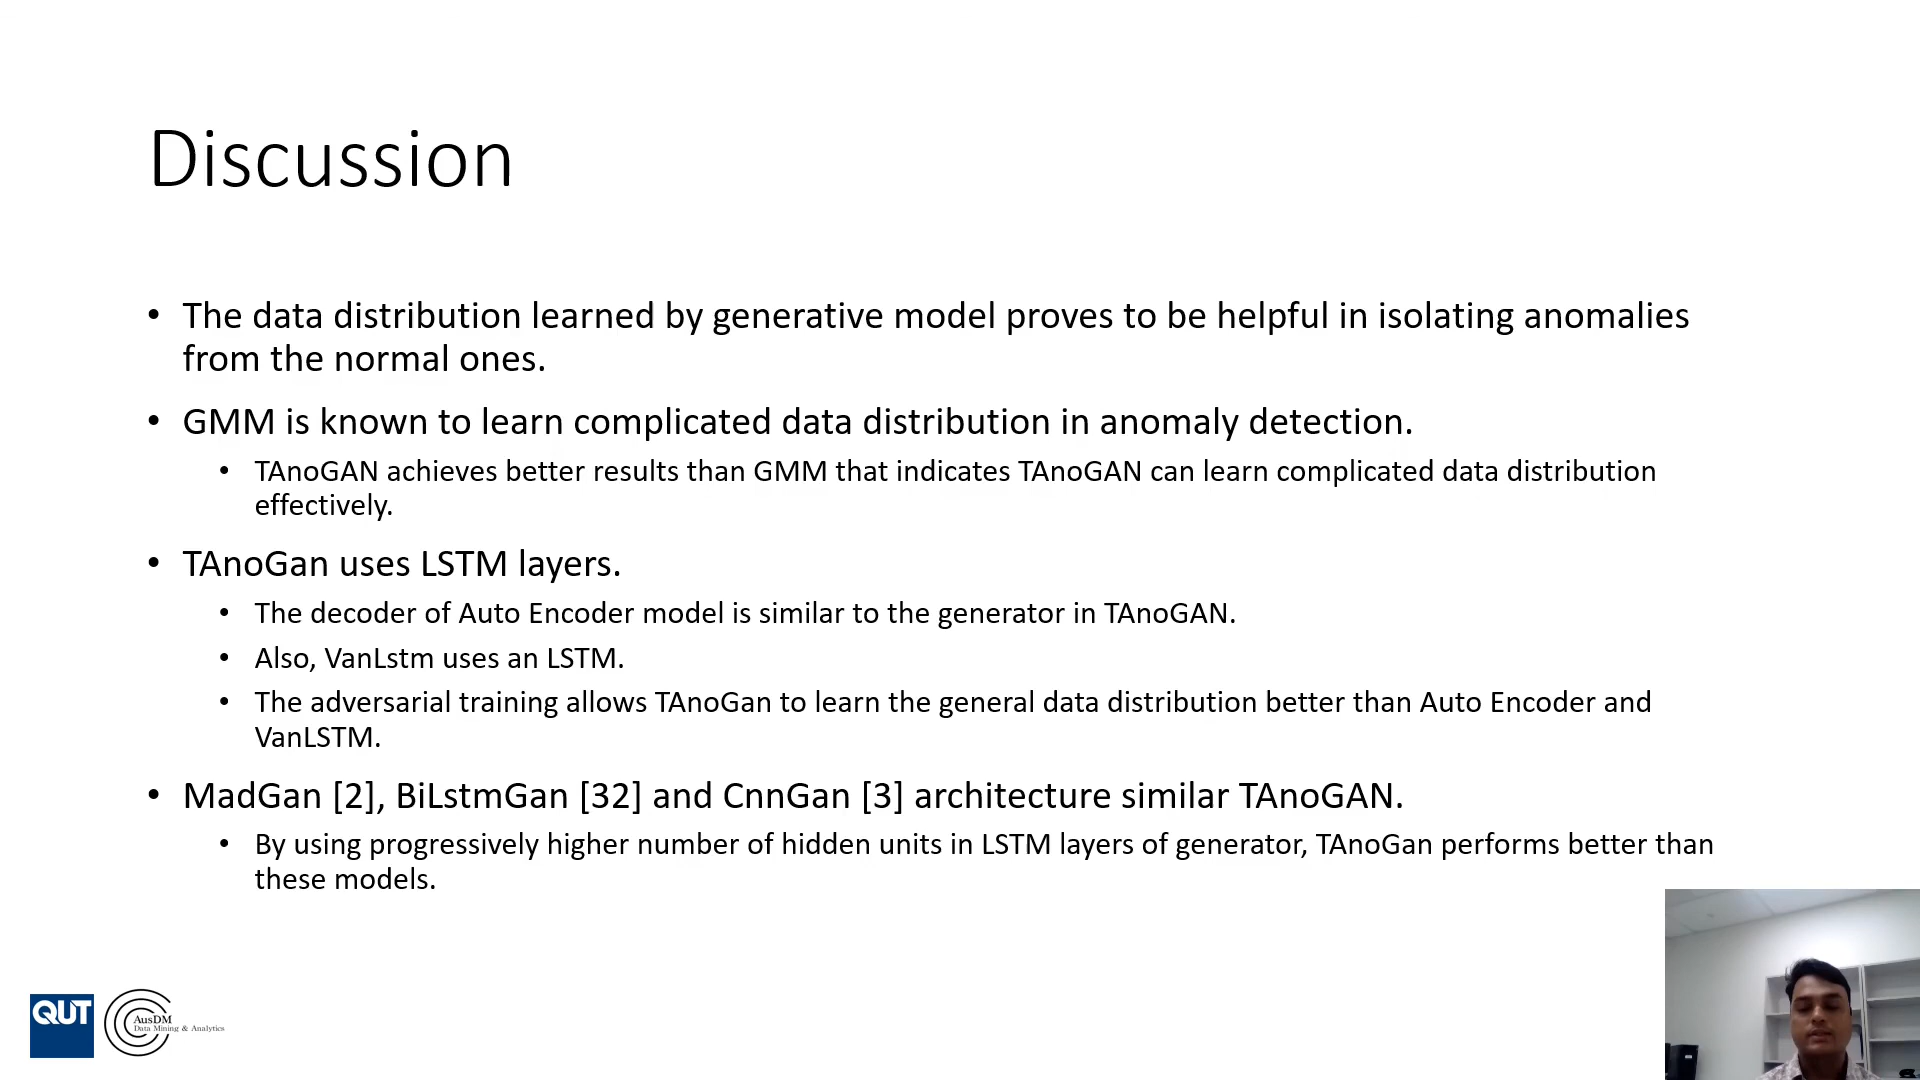 Discussion
• The data distribution learned by generative model proves to be helpful in isolating anomalies
from the normal ones.
• GMM is known to learn complicated data distribution in anomaly detection.
• TAnoGAN achieves better results than GMM that indicates TAnoGAN can learn complicated data distribution
effectively.
• TAnoGan uses LSTM layers.
• The decoder of Auto Encoder model is similar to the generator in TAnoGAN.
• Also, VanLstm uses an LSTM.
• The adversarial training allows TAnoGan to learn the general data distribution better than Auto Encoder and
VanLSTM.
• MadGan [2], BiLstmGan [32] and CnnGan [3] architecture similar TAnoGAN.
• By using progressively higher number of hidden units in LSTM layers of generator, TAnoGan performs better than
these models.
QUT
AusDM
Data Mining & Analytics